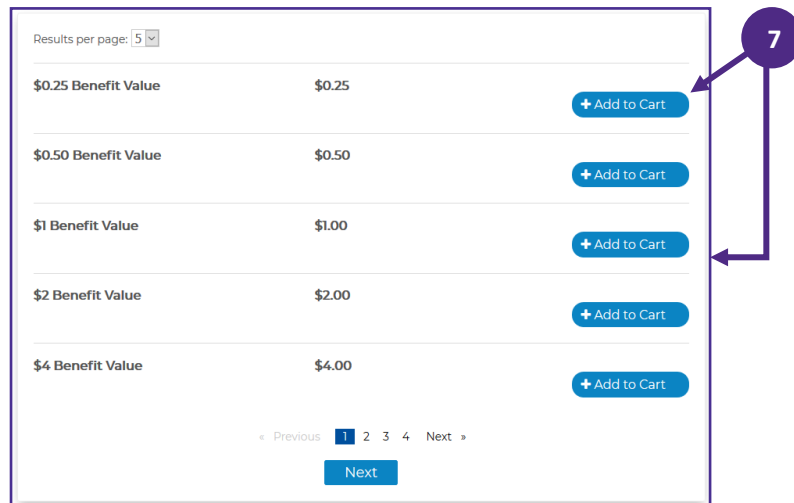 Results per page: 5
7
$0.25 Benefit Value $0.25
+ Add to Cart
$0.50 Benefit Value $0.50
+ Add to Cart
$1 Benefit Value $1.00
+ Add to Cart
$2 Benefit Value $2.00
+ Add to Cart
$4 Benefit Value $4.00
+ Add to Cart
« Previous 1 2 3 4 Next »
Next